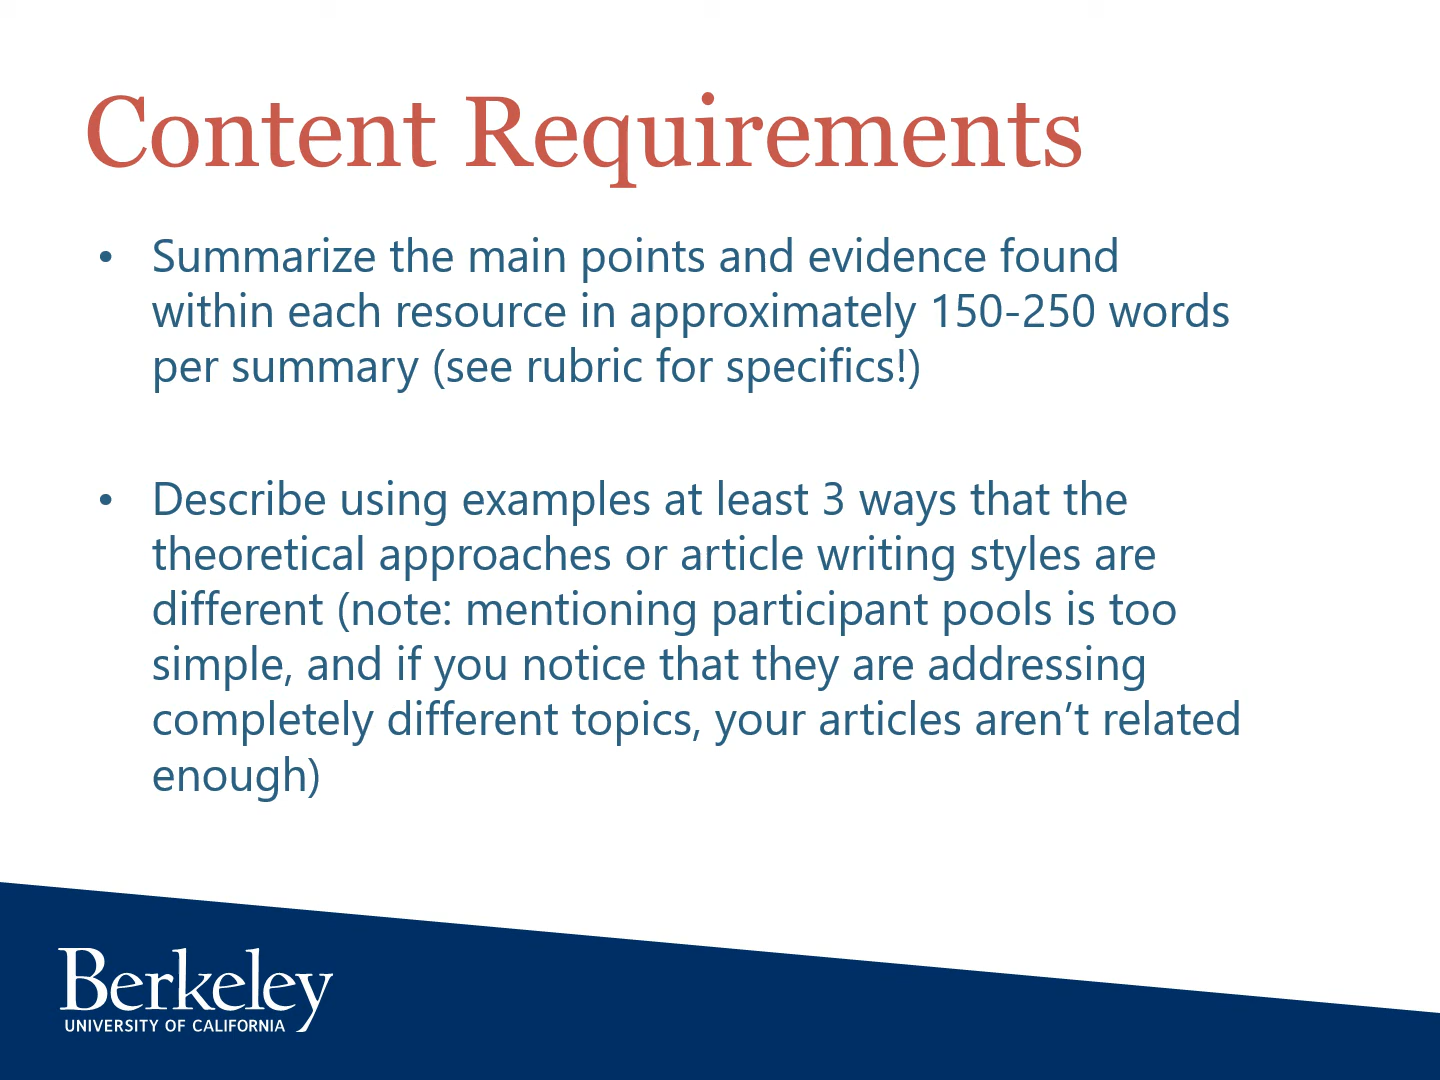 Content Requirements
• Summarize the main points and evidence found
within each resource in approximately 150-250 words
per summary (see rubric for specifics!)
• Describe using examples at least 3 ways that the
theoretical approaches or article writing styles are
different (note: mentioning participant pools is too
simple, and if you notice that they are addressing
completely different topics, your articles aren’t related
enough)
Berkeley
UNIVERSITY OF CALIFORNIA